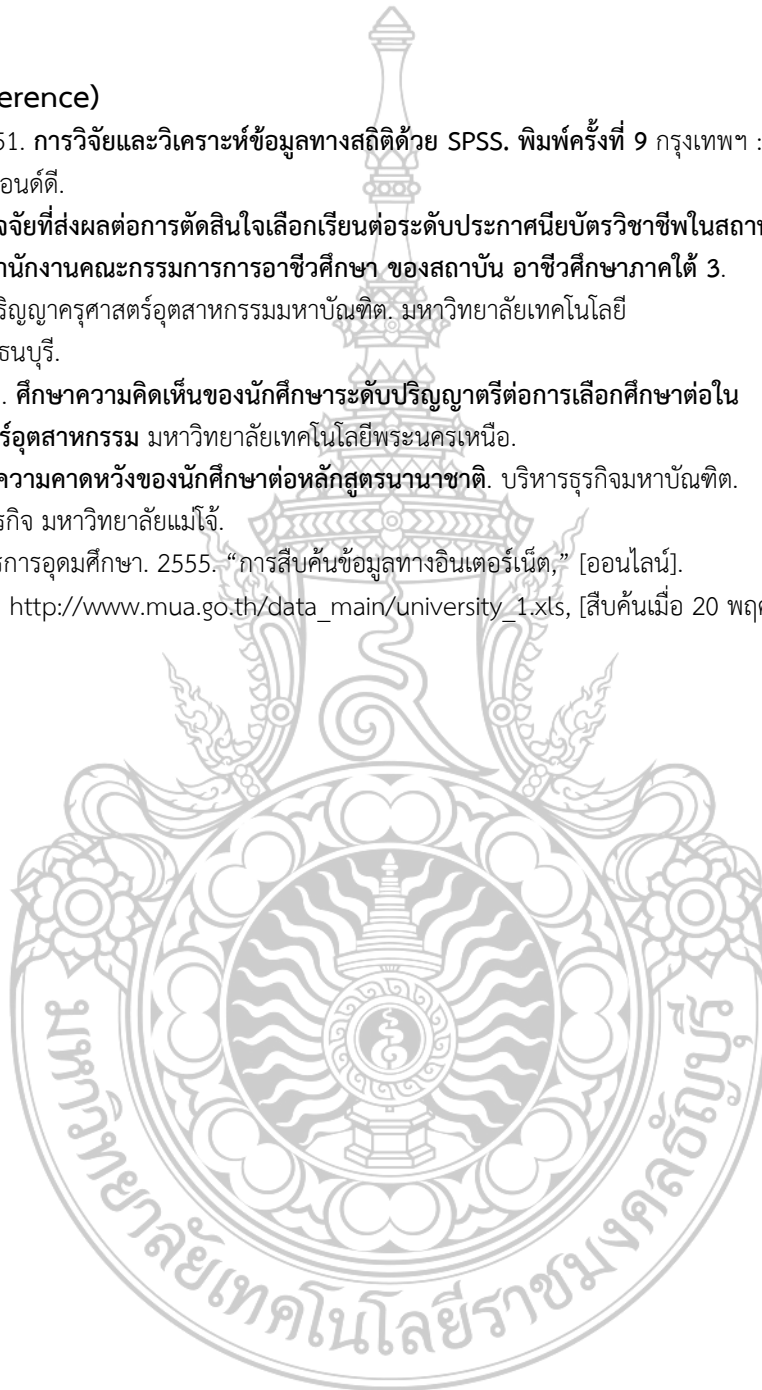 erence)
51. การวิจัยและวิเคราะห์ข้อมูลทางสถิติด้วย SPSS. พิมพ์ครั้งที่ 9 กรุงเทพฯ :
อนด์ดี.
จจัยที่ส่งผลต่อการตัดสินใจเลือกเรียนต่อระดับประกาศนียบัตรวิชาชีพในสถาน
านักงานคณะกรรมการการอาชีวศึกษา ของสถาบัน อาชีวศึกษาภาคใต้ 3.
ริญญาครุศาสตร์อุตสาหกรรมมหาบัณฑิต. มหาวิทยาลัยเทคโนโลยี
ธนบุรี.
. ศึกษาความคิดเห็นของนักศึกษาระดับปริญญาตรีต่อการเลือกศึกษาต่อใน
ร์อุตสาหกรรม มหาวิทยาลัยเทคโนโลยีพระนครเหนือ.
ความคาดหวังของนักศึกษาต่อหลักสูตรนานาชาติ. บริหารธุรกิจมหาบัณฑิต.
รกิจ มหาวิทยาลัยแม่โจ้.
รการอุดมศึกษา. 2555. “การสืบค้นข้อมูลทางอินเตอร์เน็ต,” [ออนไลน์].
http://www.mua.go.th/data_main/university_1.xls, [สืบค้นเมื่อ 20 พฤศ
มหาวิทยาลัยเทคโนโลยีราชมงคลธัญบุรี